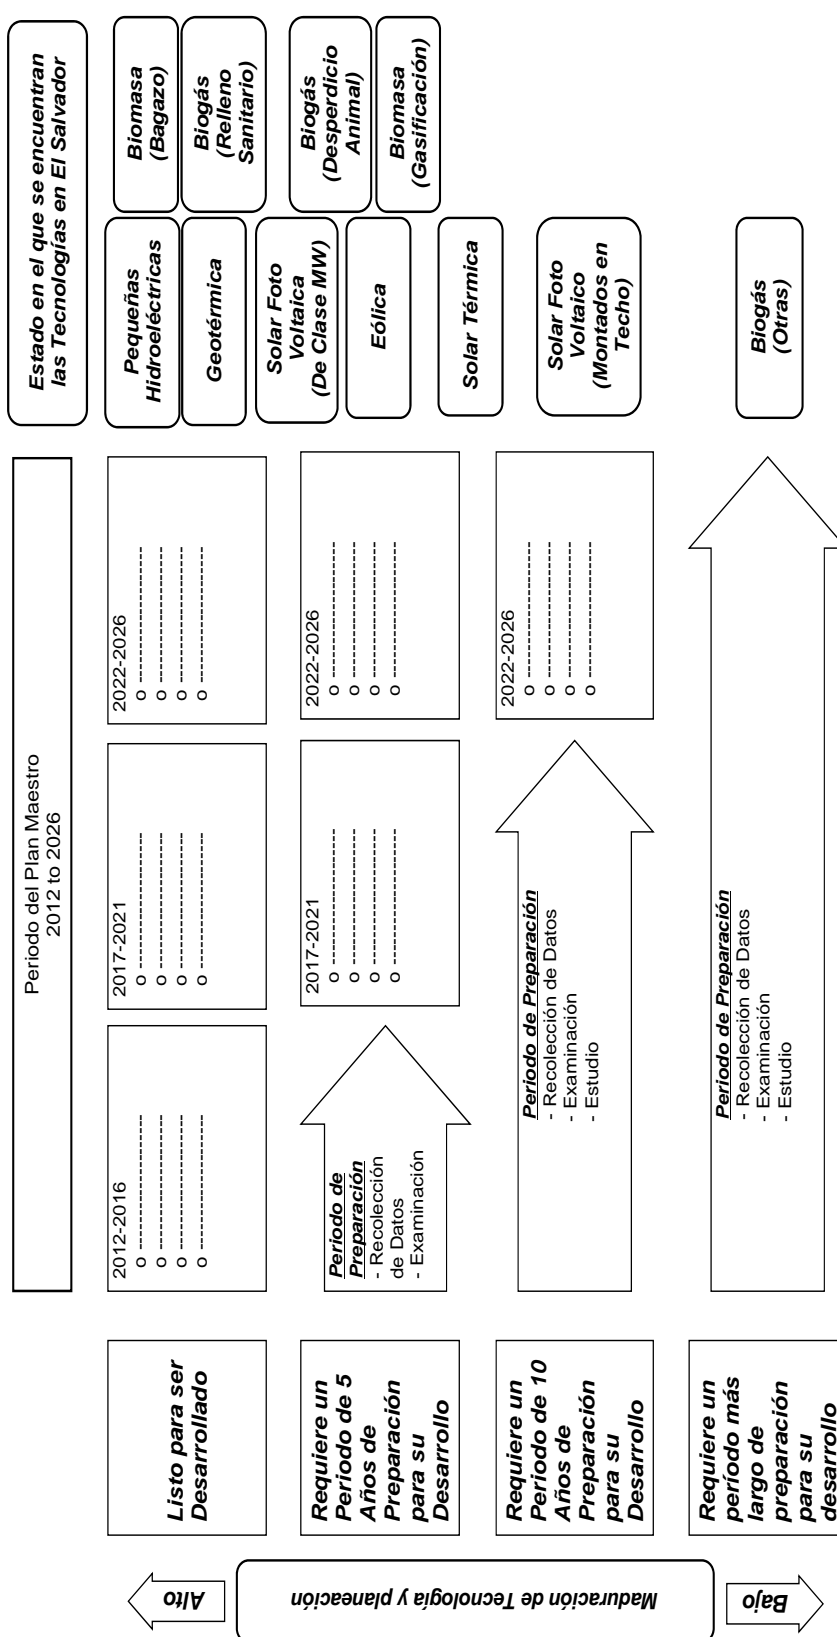 Periodo del Plan Maestro
2012 to 2026
Estado en el que se encuentran
las Tecnologías en El Salvador
Alto
Maduración de Tecnología y planeación
Bajo
Listo para ser
Desarrollado
2012-2016
o ----------------------
o ----------------------
o ----------------------
o ----------------------
2017-2021
o ----------------------
o ----------------------
o ----------------------
o ----------------------
2022-2026
o ----------------------
o ----------------------
o ----------------------
o ----------------------
Pequeñas
Hidroeléctricas
Biomasa
(Bagazo)
Geotérmica
Biogás
(Relleno
Sanitario)
Requiere un
Periodo de 5
Años de
Preparación
para su
Desarrollo
Periodo de
Preparación
- Recolección
de Datos
- Examinación
2017-2021
o ----------------------
o ----------------------
o ----------------------
o ----------------------
2022-2026
o ----------------------
o ----------------------
o ----------------------
o ----------------------
Solar Foto
Voltaica
(De Clase MW)
Biogás
(Desperdicio
Animal)
Eólica
Biomasa
(Gasificación)
Solar Térmica
Requiere un
Periodo de 10
Años de
Preparación
para su
Desarrollo
Periodo de Preparación
- Recolección de Datos
- Examinación
- Estudio
2022-2026
o ----------------------
o ----------------------
o ----------------------
o ----------------------
Solar Foto
Voltaico
(Montados en
Techo)
Requiere un
período más
largo de
preparación
para su
desarrollo
Periodo de Preparación
- Recolección de Datos
- Examinación
- Estudio
Biogás
(Otras)